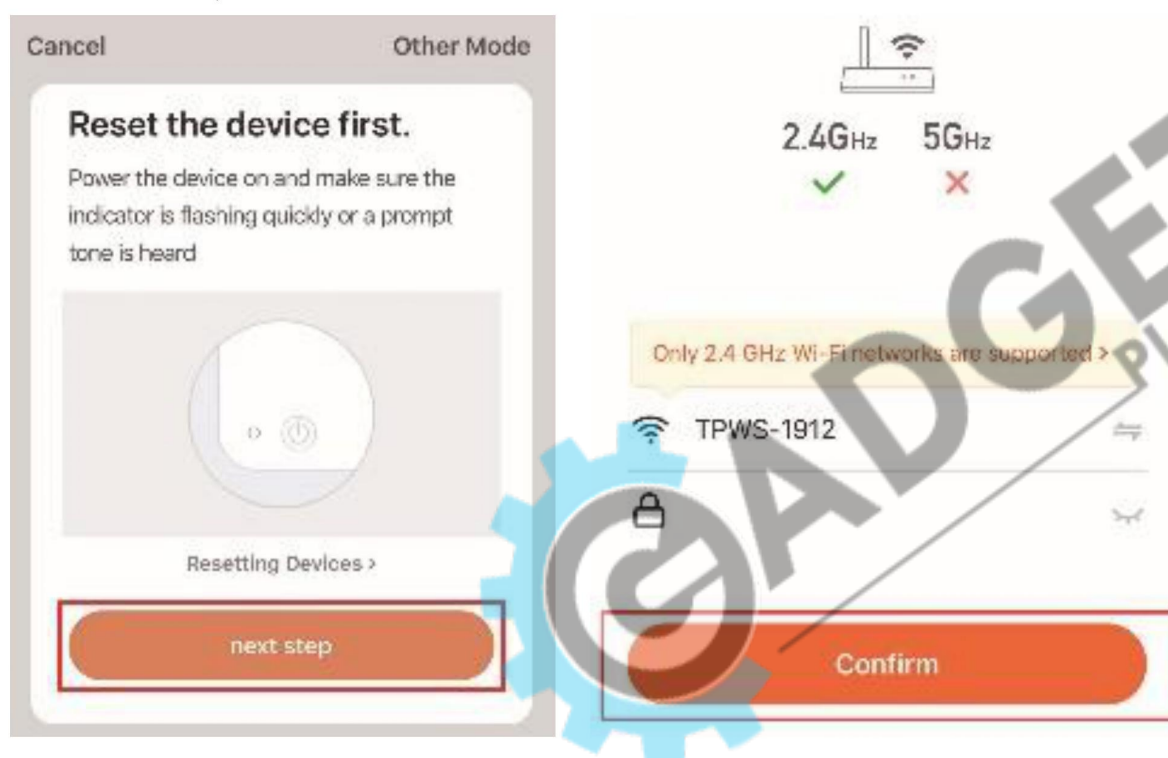 Cancel
Other Mode
Reset the device first.
Power the device on and make sure the
indicator is flashing quickly or a prompt
tone is heard
Resetting Devices >
next step
2.4GHz 5GHz
Only 2.4 GHz Wi-Fi networks are supported >
TPWS-1912
Confirm
GADGET